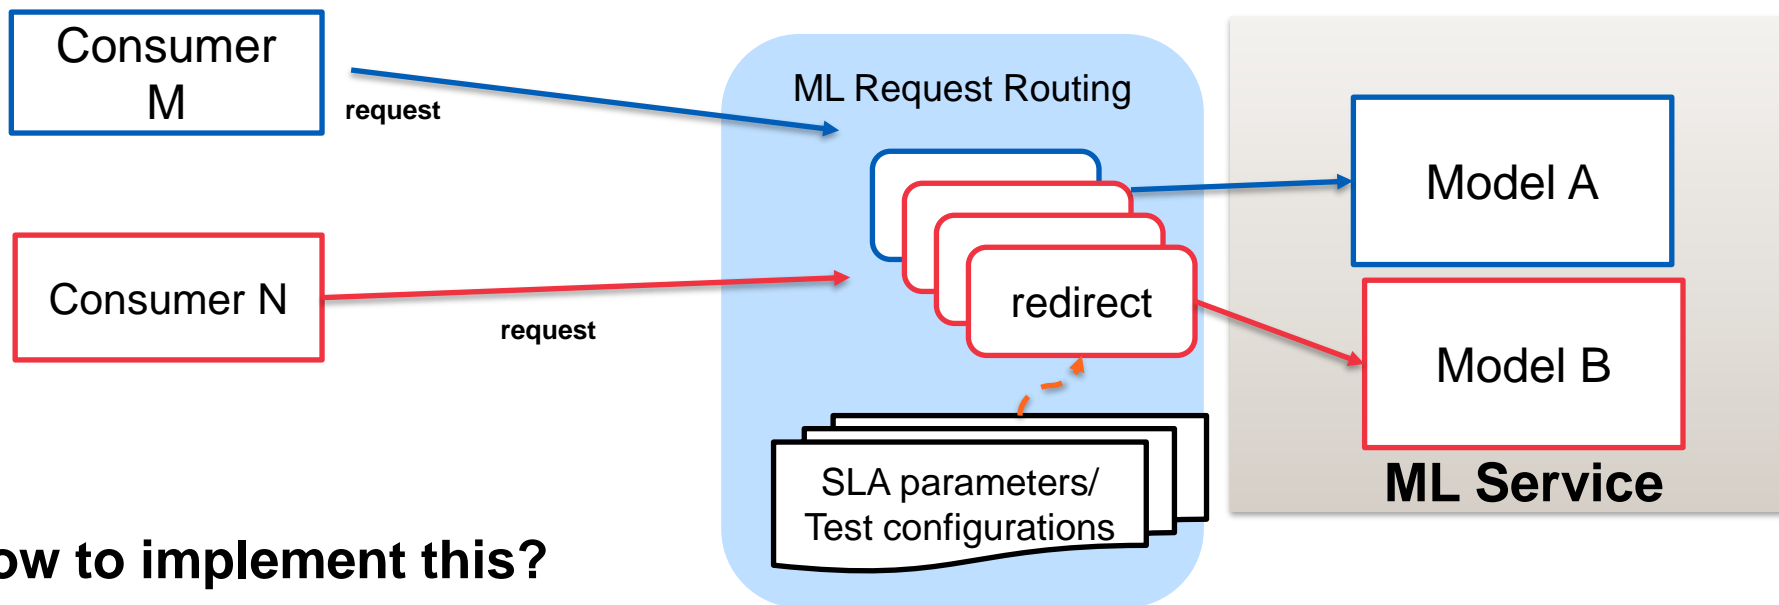 Consumer
M
request
ML Request Routing
Model A
Consumer N
request
redirect
Model B
SLA parameters/
Test configurations
ML Service
ow to implement this?